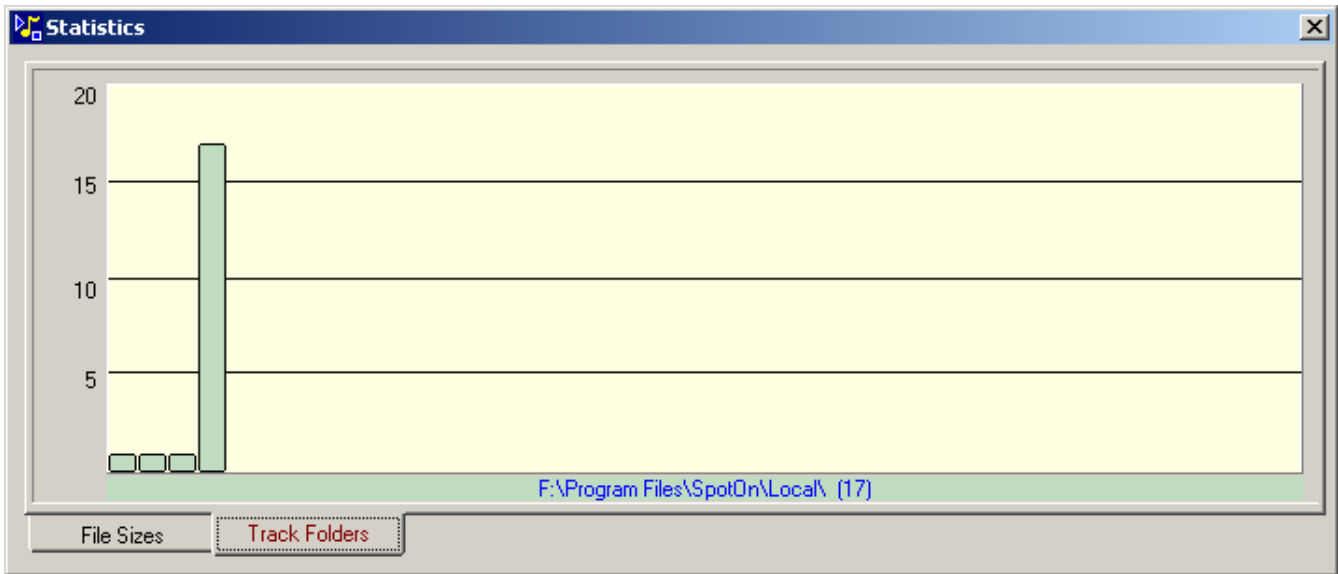 Statistics
20
15
10
5
F:\Program Files\SpotOn\Local\ (17)
File Sizes
Track Folders